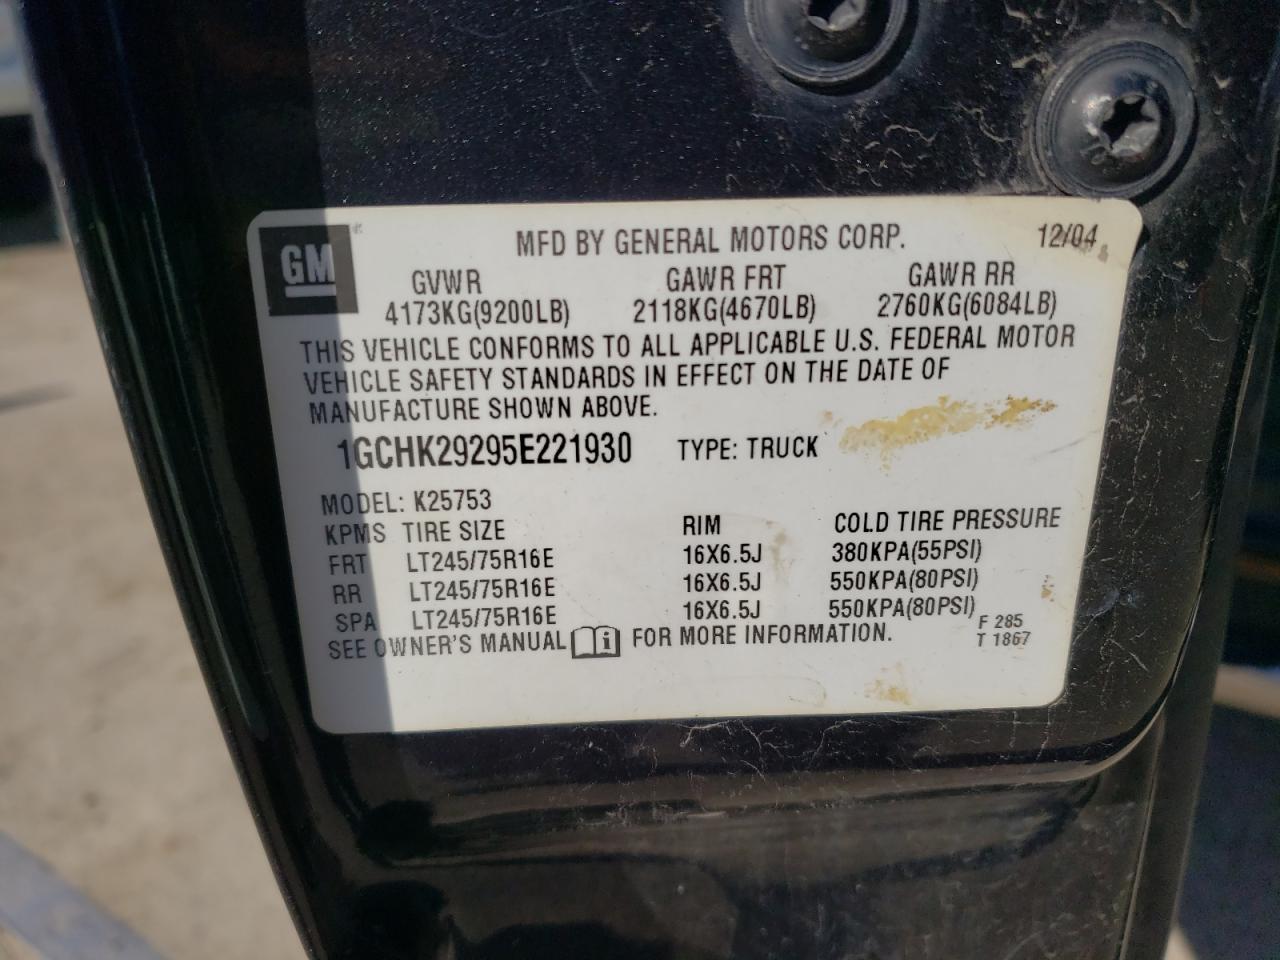 GM
MFD BY GENERAL MOTORS CORP. 12/04
GVWR GAWR FRT GAWR RR
4173KG(9200LB) 2118KG(4670LB) 2760KG(6084LB)
THIS VEHICLE CONFORMS TO ALL APPLICABLE U.S. FEDERAL MOTOR
VEHICLE SAFETY STANDARDS IN EFFECT ON THE DATE OF
MANUFACTURE SHOWN ABOVE.
1GCHK29295E221930 TYPE: TRUCK
MODEL: K25753
KPMS TIRE SIZE RIM COLD TIRE PRESSURE
FRT LT245/75R16E 16X6.5J 380KPA(55PSI)
RR LT245/75R16E 16X6.5J 550KPA(80PSI)
SPA LT245/75R16E 16X6.5J 550KPA(80PSI)
SEE OWNER'S MANUAL i FOR MORE INFORMATION.
F 285
T 1867